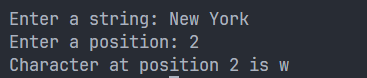 Enter a string: New York
Enter a position: 2
Character at position 2 is w